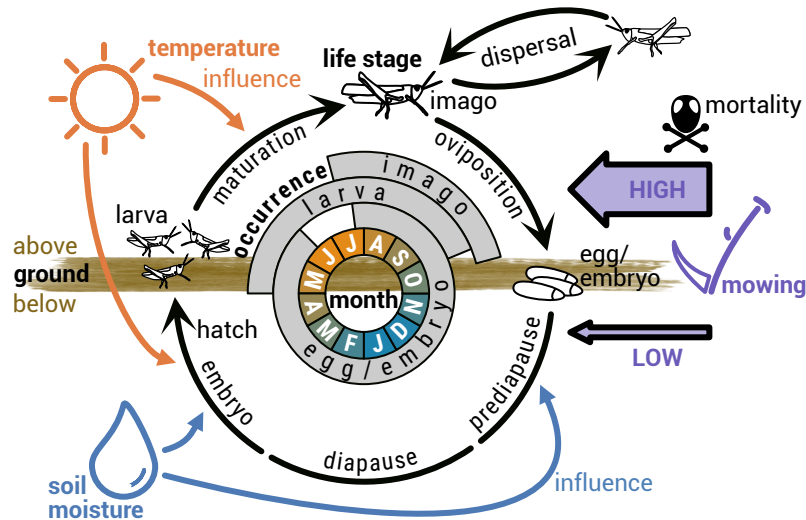 temperature
influence
life stage
imago
dispersal
mortality
maturation
oviposition
HIGH
occurrence
imago
larva
larva
above
ground
below
egg/
embryo
mowing
J A S O N D J F M A M J
month
egg/embryo
hatch
LOW
embryo
prediapause
diapause
soil
moisture
influence